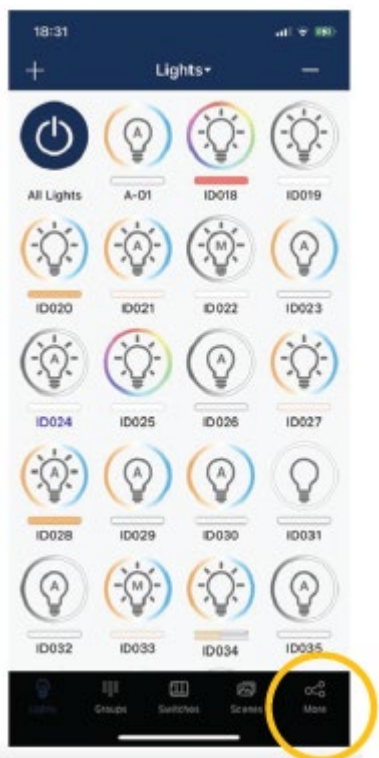 18:31
+ Lights −
All Lights A-01 ID018 ID019
A
ID020 ID021 ID022 ID023
A M A
ID024 ID025 ID026 ID027
A A
ID028 ID029 ID030 ID031
A A A
ID032 ID033 ID034 ID035
A M A
Lights Groups Switches Scenes More